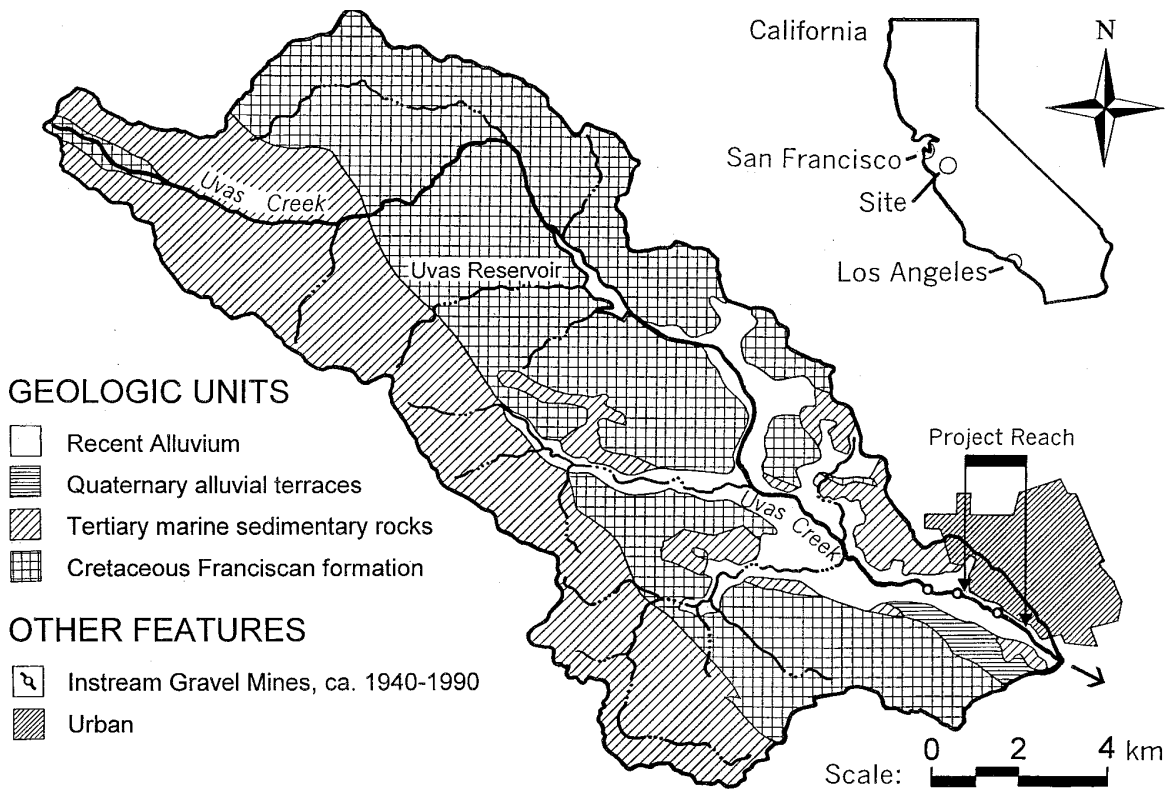 California
N
San Francisco
Site
Los Angeles
Uvas Creek
Uvas Reservoir
GEOLOGIC UNITS
Recent Alluvium
Quaternary alluvial terraces
Tertiary marine sedimentary rocks
Cretaceous Franciscan formation
Project Reach
Uvas Creek
OTHER FEATURES
Instream Gravel Mines, ca. 1940-1990
Urban
0 2 4 km
Scale: